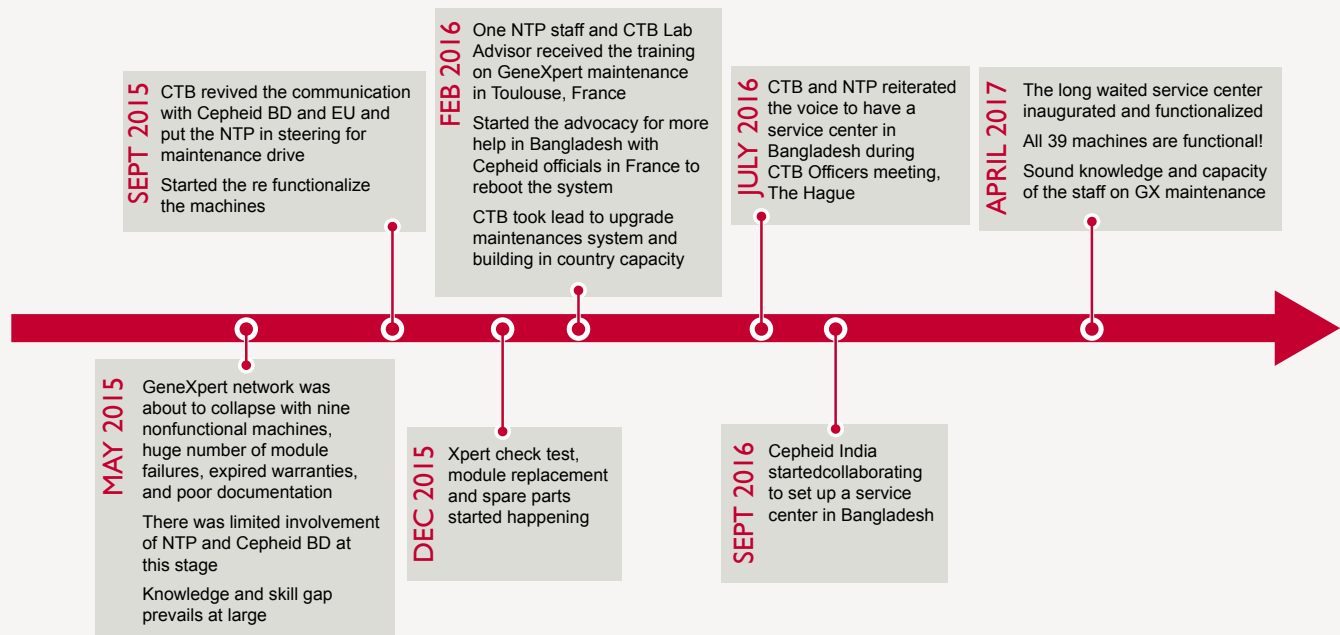 MAY 2015
GeneXpert network was
about to collapse with nine
nonfunctional machines,
huge number of module
failures, expired warranties,
and poor documentation
There was limited involvement
of NTP and Cepheid BD at
this stage
Knowledge and skill gap
prevails at large
SEPT 2015
CTB revived the communication
with Cepheid BD and EU and
put the NTP in steering for
maintenance drive
Started the re functionalize
the machines
DEC 2015
Xpert check test,
module replacement
and spare parts
started happening
FEB 2016
One NTP staff and CTB Lab
Advisor received the training
on GeneXpert maintenance
in Toulouse, France
Started the advocacy for more
help in Bangladesh with
Cepheid officials in France to
reboot the system
CTB took lead to upgrade
maintenances system and
building in country capacity
JULY 2016
CTB and NTP reiterated
the voice to have a
service center in
Bangladesh during
CTB Officers meeting,
The Hague
SEPT 2016
Cepheid India
startedcollaborating
to set up a service
center in Bangladesh
APRIL 2017
The long waited service center
inaugurated and functionalized
All 39 machines are functional!
Sound knowledge and capacity
of the staff on GX maintenance